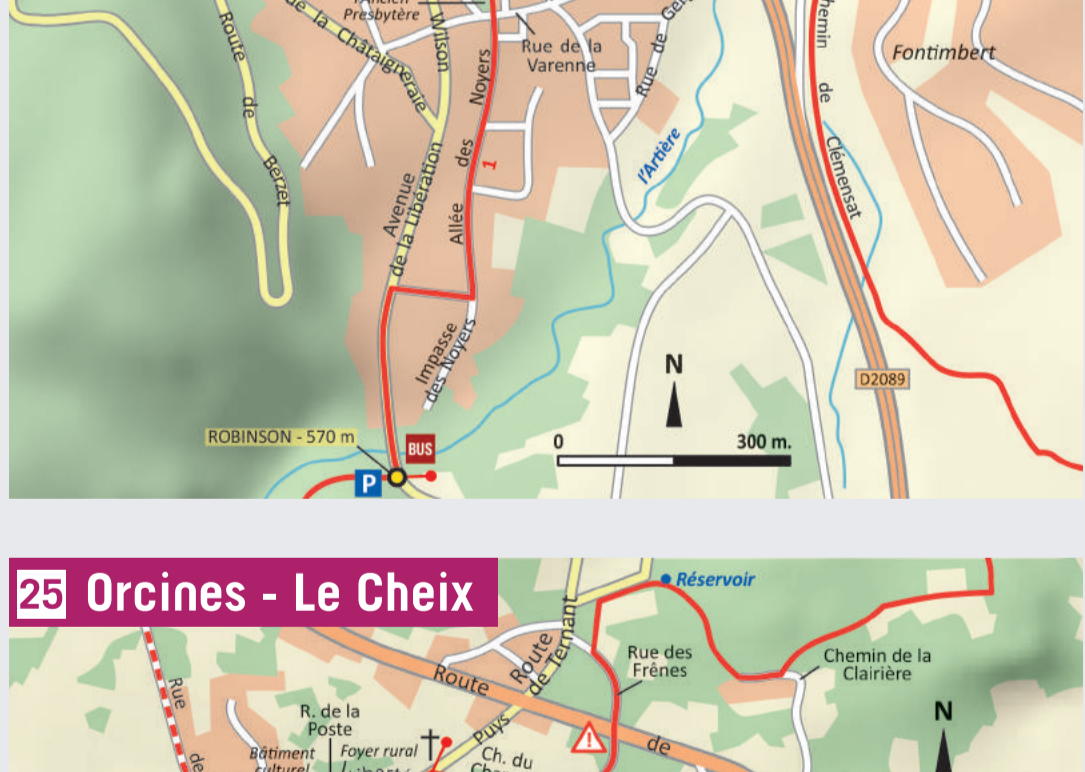 de la Châtaigneraie
Presbytère
Wilson
Route de Berzet
Noyers
des
Allée
1
Rue de la
Varenne
Rue de
l'Artière
Chemin de Clémensat
Fontimbert
Avenue
de la Libération
Impasse
des Noyers
N
0 300 m.
D2089
ROBINSON - 570 m
BUS
P
25 Orcines - Le Cheix
Réservoir
Route
de Ternant
Rue des
Frênes
Chemin de la
Clairière
Route
de
Rue
de
R. de la
Poste
Bâtiment
culturel
Foyer rural
Puys
Ch. du
!
N